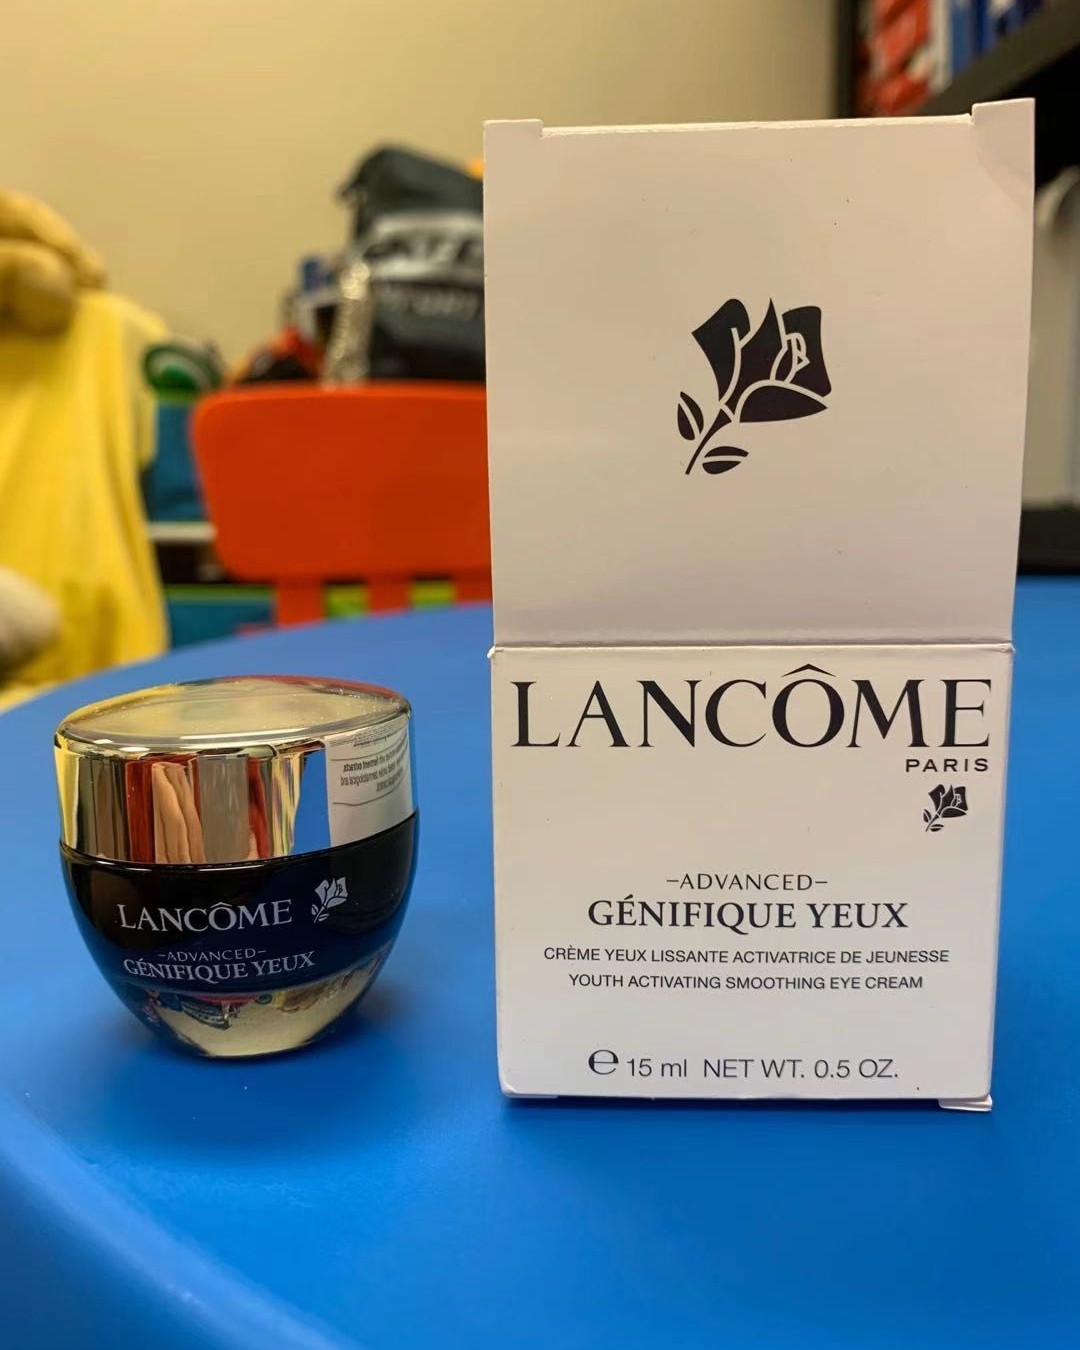 LANCÔME
PARIS
–ADVANCED–
GÉNIFIQUE YEUX
CRÈME YEUX LISSANTE ACTIVATRICE DE JEUNESSE
YOUTH ACTIVATING SMOOTHING EYE CREAM
e 15 ml NET WT. 0.5 OZ.
LANCÔME
–ADVANCED–
GÉNIFIQUE YEUX